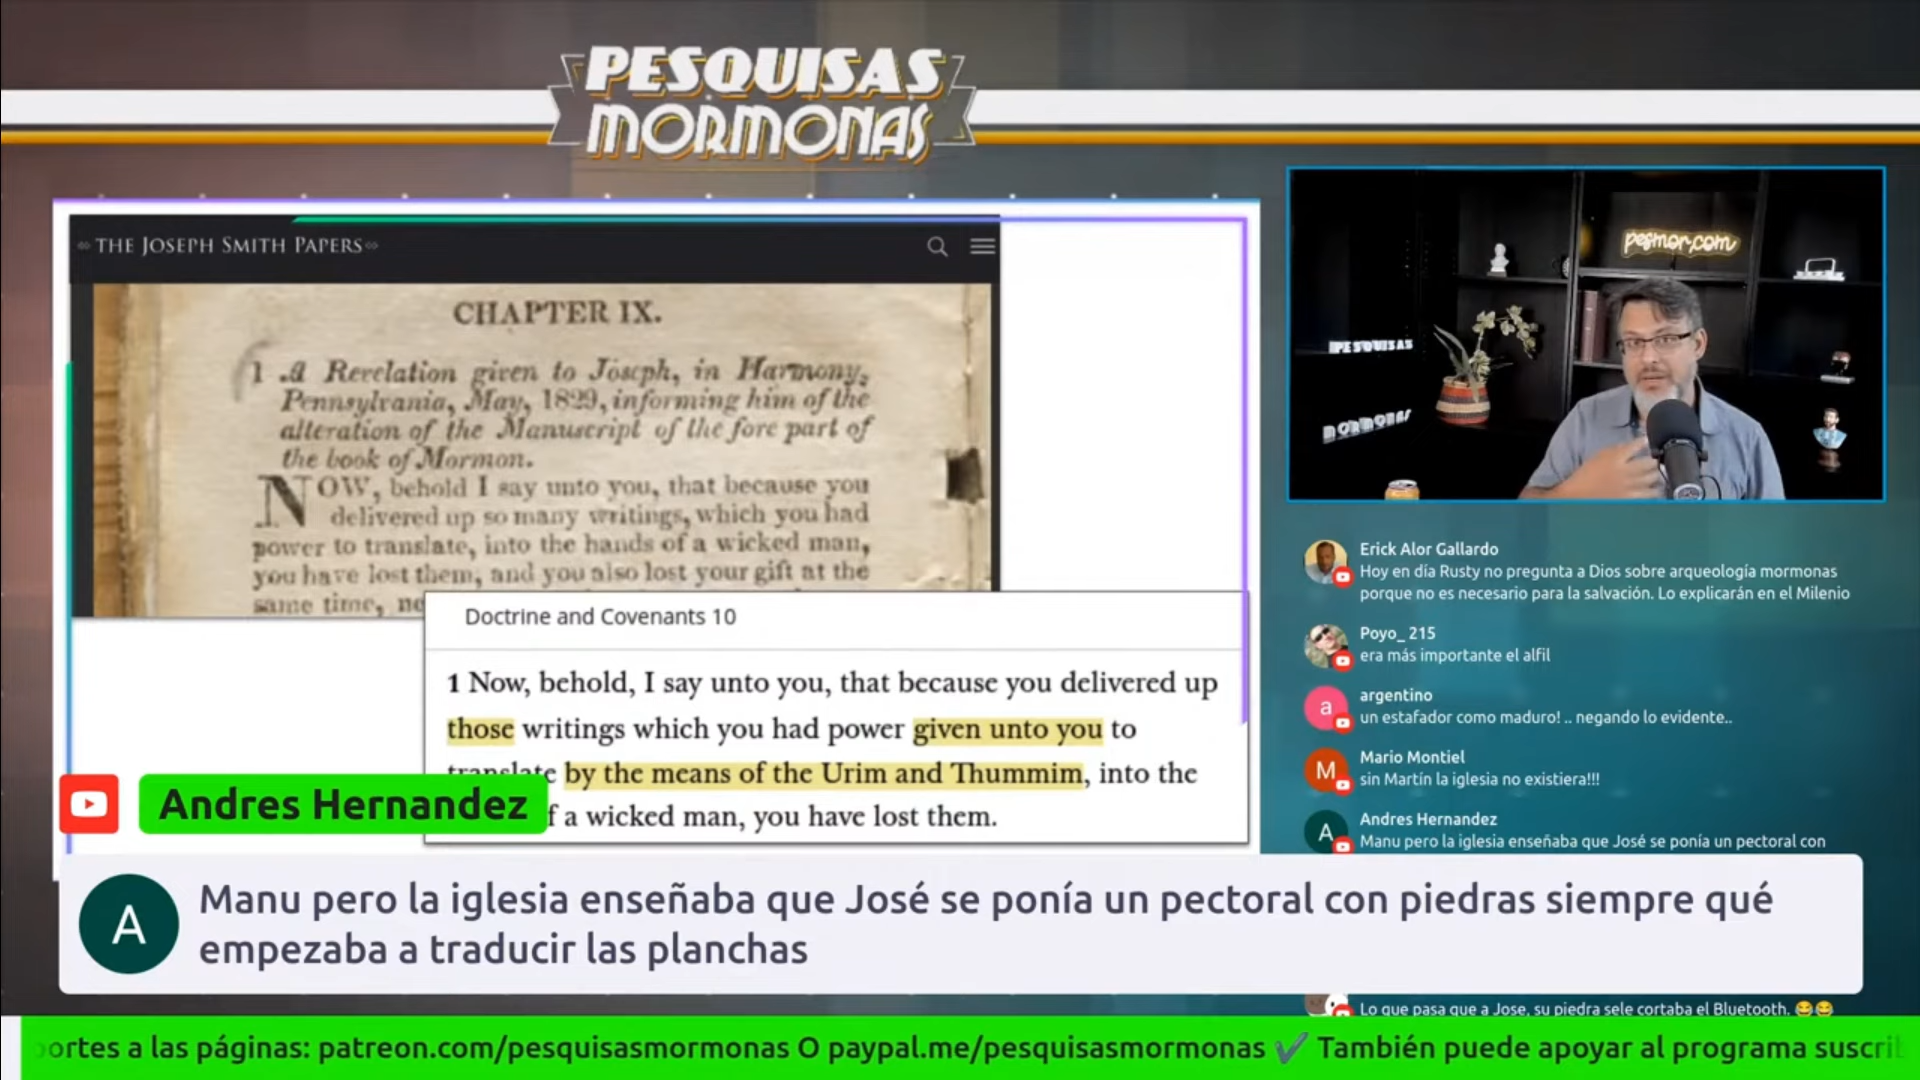 PESQUISAS
MORMONAS
THE JOSEPH SMITH PAPERS
CHAPTER IX.
1 A Revelation given to Joseph, in Harmony,
Pennsylvania, May, 1829, informing him of the
alteration of the Manuscript of the fore part of
the book of Mormon.
NOW, behold I say unto you, that because you
delivered up so many writings, which you had
power to translate, into the hands of a wicked man,
you have lost them, and you also lost your gift at the
same time,
Doctrine and Covenants 10
1 Now, behold, I say unto you, that because you delivered up
those writings which you had power given unto you to
translate by the means of the Urim and Thummim, into the
f a wicked man, you have lost them.
pesmor.com
PESQUISAS
MORMONAS
Erick Alor Gallardo
Hoy en día Rusty no pregunta a Dios sobre arqueología mormonas
porque no es necesario para la salvación. Lo explicarán en el Milenio
Poyo_ 215
era más importante el alfil
a
argentino
un estafador como maduro! .. negando lo evidente..
M
Mario Montiel
sin Martín la iglesia no existiera!!!
A
Andres Hernandez
Manu pero la iglesia enseñaba que José se ponía un pectoral con
Andres Hernandez
A
Manu pero la iglesia enseñaba que José se ponía un pectoral con piedras siempre qué
empezaba a traducir las planchas
Lo que pasa que a Jose, su piedra sele cortaba el Bluetooth. 😂😂
ortes a las páginas: patreon.com/pesquisasmormonas O paypal.me/pesquisasmormonas ✔ También puede apoyar al programa suscri